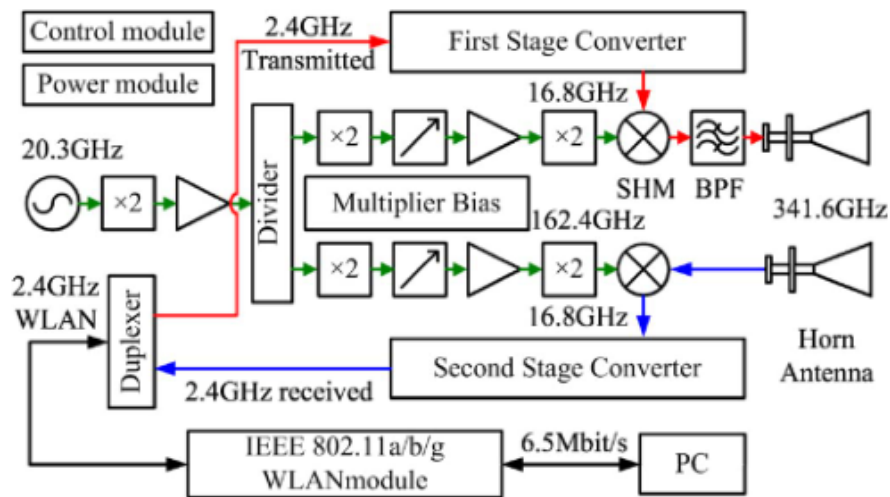 Control module
Power module
2.4GHz
Transmitted
First Stage Converter
16.8GHz
20.3GHz
×2
Divider
×2
×2
SHM
BPF
Multiplier Bias
162.4GHz
341.6GHz
×2
×2
2.4GHz
WLAN
Duplexer
16.8GHz
Second Stage Converter
Horn
Antenna
2.4GHz received
IEEE 802.11a/b/g
WLANmodule
6.5Mbit/s
PC